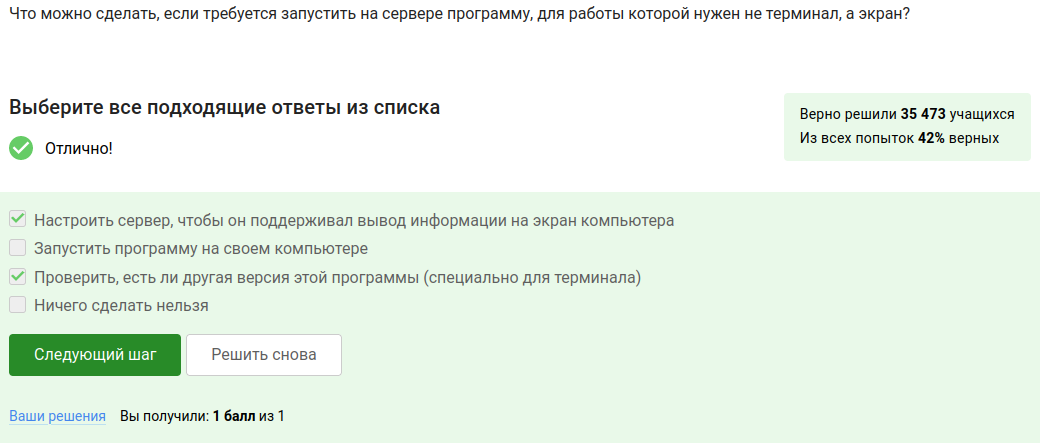 Что можно сделать, если требуется запустить на сервере программу, для работы которой нужен не терминал, а экран?
Выберите все подходящие ответы из списка
Отлично!
Верно решили 35 473 учащихся
Из всех попыток 42% верных
Настроить сервер, чтобы он поддерживал вывод информации на экран компьютера
Запустить программу на своем компьютере
Проверить, есть ли другая версия этой программы (специально для терминала)
Ничего сделать нельзя
Следующий шаг
Решить снова
Ваши решения Вы получили: 1 балл из 1